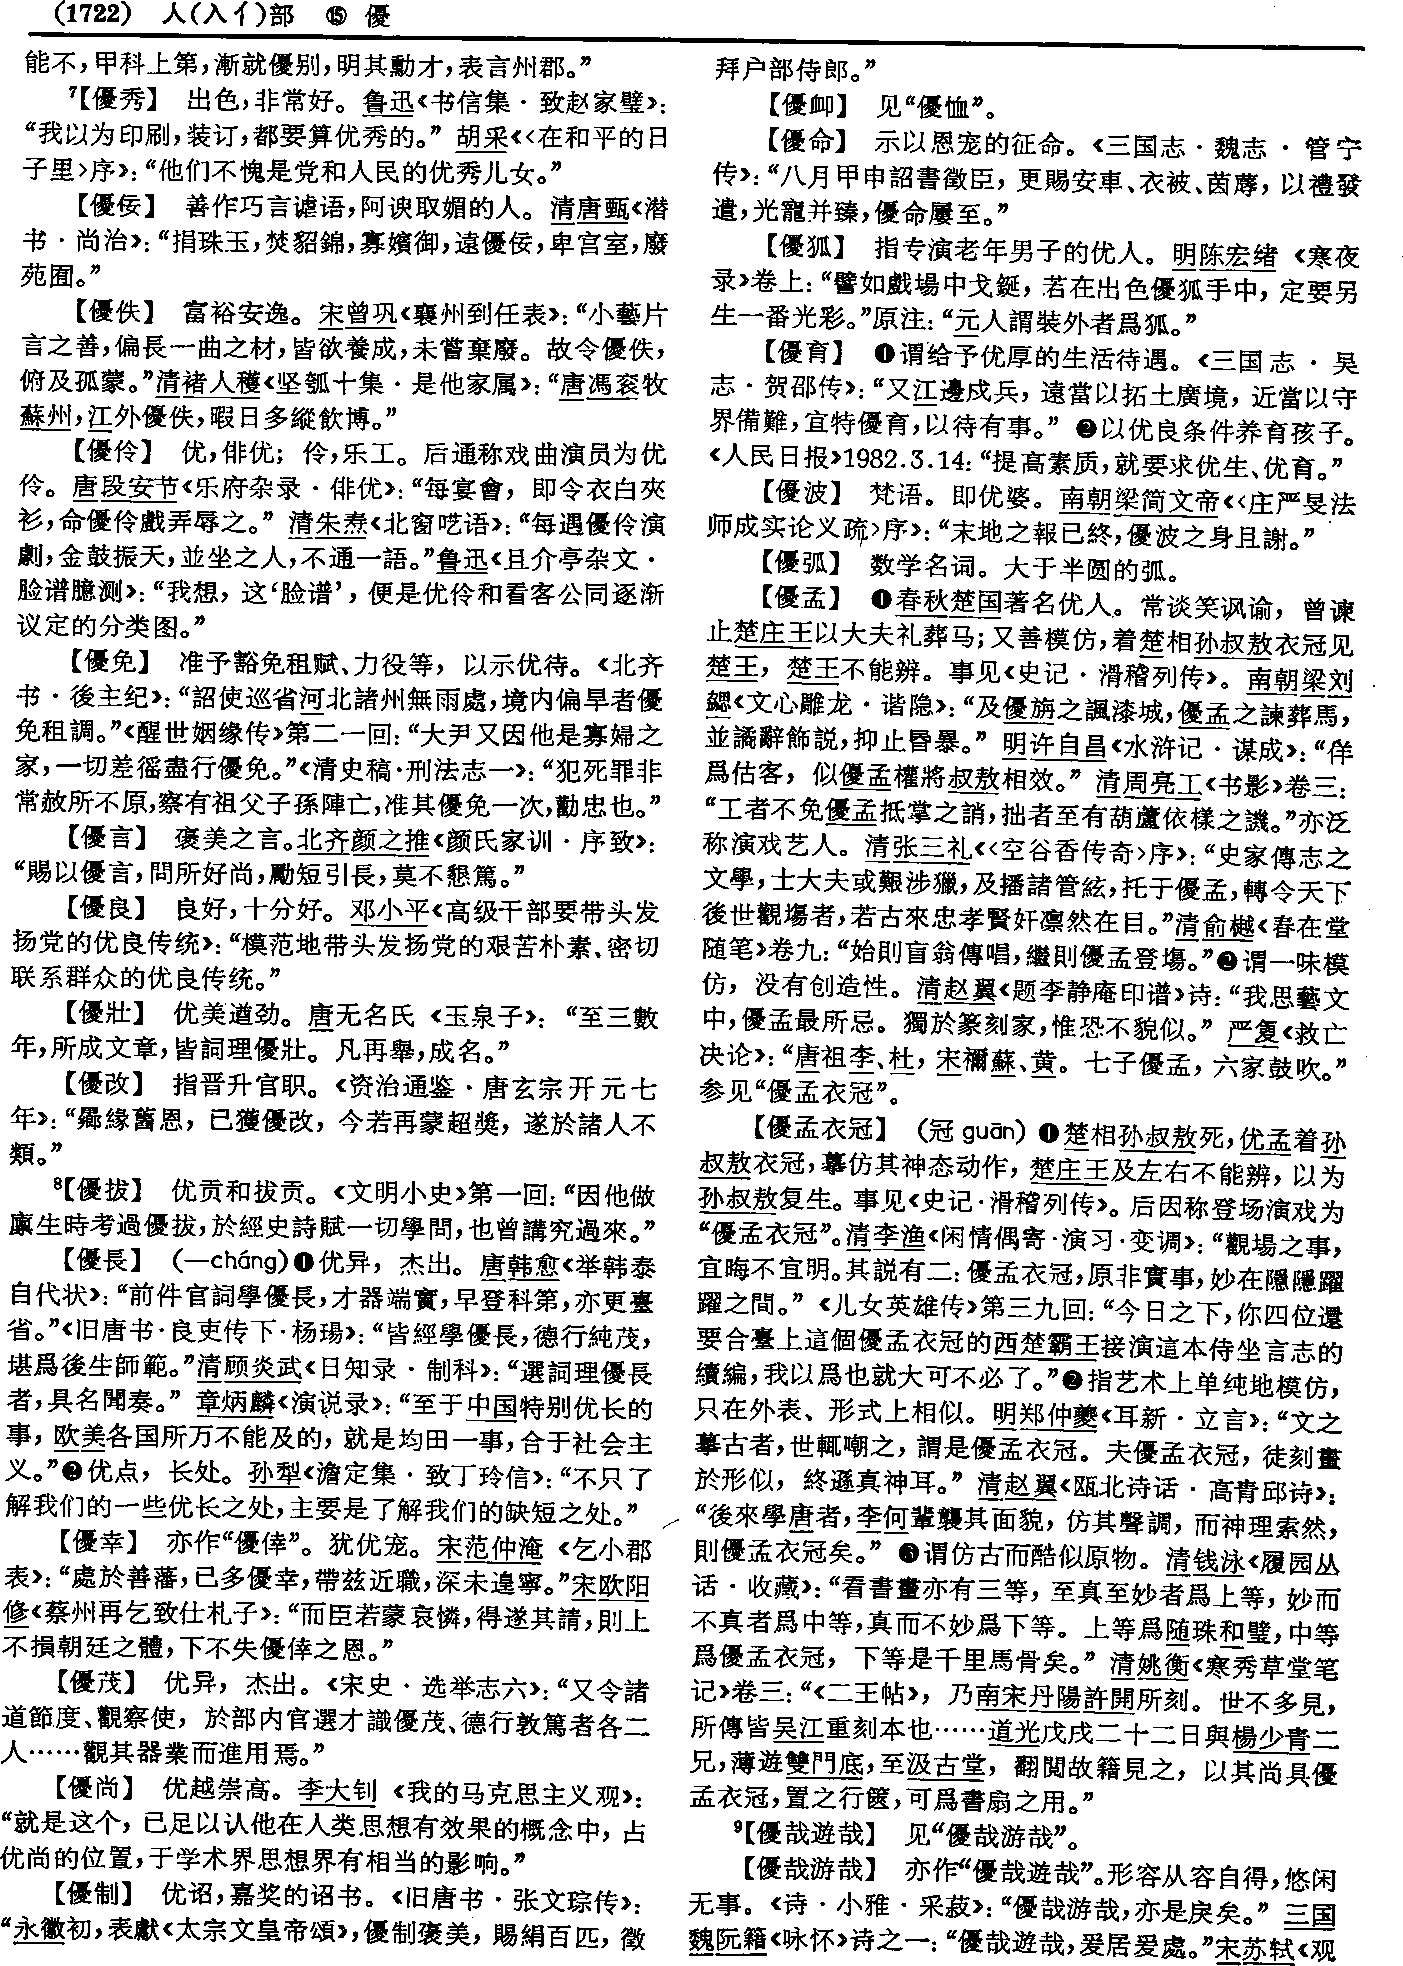 (1722) 人(入亻)部 ⑮ 優
能不，甲科上第，漸就優別，明其勳才，表言州郡。”
⁷【優秀】 出色，非常好。鲁迅《书信集·致赵家璧》：
“我以为印刷，装订，都要算优秀的。”胡采《〈在和平的日
子里〉序》：“他们不愧是党和人民的优秀儿女。”
【優佞】 善作巧言谑语，阿谀取媚的人。清唐甄《潜
书·尚治》：“捐珠玉，焚貂錦，寡嬪御，遠優佞，卑宫室，廢
苑囿。”
【優佚】 富裕安逸。宋曾巩《襄州到任表》：“小藝片
言之善，偏長一曲之材，皆欲養成，未嘗棄廢。故令優佚，
俯及孤蒙。”清褚人穫《坚瓠十集·是他家属》：“唐馮衮牧
蘇州，江外優佚，暇日多縱飲博。”
【優伶】 优，俳优；伶，乐工。后通称戏曲演员为优
伶。唐段安节《乐府杂录·俳优》：“每宴會，即令衣白夾
衫，命優伶戲弄辱之。”清朱焘《北窗呓语》：“每遇優伶演
劇，金鼓振天，並坐之人，不通一語。”鲁迅《且介亭杂文·
脸谱臆测》：“我想，这‘脸谱’，便是优伶和看客公同逐渐
议定的分类图。”
【優免】 准予豁免租赋、力役等，以示优待。《北齐
书·後主纪》：“詔使巡省河北諸州無雨處，境内偏旱者優
免租調。”《醒世姻缘传》第二一回：“大尹又因他是寡婦之
家，一切差徭盡行優免。”《清史稿·刑法志一》：“犯死罪非
常赦所不原，察有祖父子孫陣亡，准其優免一次，勸忠也。”
【優言】 褒美之言。北齐颜之推《颜氏家训·序致》：
“賜以優言，問所好尚，勵短引長，莫不懇篤。”
【優良】 良好，十分好。邓小平《高级干部要带头发
扬党的优良传统》：“模范地带头发扬党的艰苦朴素、密切
联系群众的优良传统。”
【優壯】 优美遒劲。唐无名氏《玉泉子》：“至三數
年，所成文章，皆詞理優壯。凡再舉，成名。”
【優改】 指晋升官职。《资治通鉴·唐玄宗开元七
年》：“曏緣舊恩，已獲優改，今若再蒙超獎，遂於諸人不
類。”
⁸【優拔】 优贡和拔贡。《文明小史》第一回：“因他做
廪生時考過優拔，於經史詩賦一切學問，也曾講究過來。”
【優長】 (—cháng)❶优异，杰出。唐韩愈《举韩泰
自代状》：“前件官詞學優長，才器端實，早登科第，亦更臺
省。”《旧唐书·良吏传下·杨瑒》：“皆經學優長，德行純茂，
堪爲後生師範。”清顾炎武《日知录·制科》：“選詞理優長
者，具名聞奏。”章炳麟《演说录》：“至于中国特别优长的
事，欧美各国所万不能及的，就是均田一事，合于社会主
义。”❷优点，长处。孙犁《澹定集·致丁玲信》：“不只了
解我们的一些优长之处，主要是了解我们的缺短之处。”
【優幸】 亦作“優倖”。犹优宠。宋范仲淹《乞小郡
表》：“處於善藩，已多優幸，帶兹近職，深未遑寧。”宋欧阳
修《蔡州再乞致仕札子》：“而臣若蒙哀憐，得遂其請，則上
不損朝廷之體，下不失優倖之恩。”
【優茂】 优异，杰出。《宋史·选举志六》：“又令諸
道節度、觀察使，於部内官選才識優茂、德行敦篤者各二
人……觀其器業而進用焉。”
【優尚】 优越崇高。李大钊《我的马克思主义观》：
“就是这个，已足以认他在人类思想有效果的概念中，占
优尚的位置，于学术界思想界有相当的影响。”
【優制】 优诏，嘉奖的诏书。《旧唐书·张文琮传》：
“永徽初，表獻《太宗文皇帝頌》，優制褒美，賜絹百匹，徵
拜户部侍郎。”
【優卹】 见“優恤”。
【優命】 示以恩宠的征命。《三国志·魏志·管宁
传》：“八月甲申詔書徵臣，更賜安車、衣被、茵蓐，以禮發
遣，光寵并臻，優命屢至。”
【優狐】 指专演老年男子的优人。明陈宏绪《寒夜
录》卷上：“譬如戲場中戈鋋，若在出色優狐手中，定要另
生一番光彩。”原注：“元人謂裝外者爲狐。”
【優育】 ❶谓给予优厚的生活待遇。《三国志·吴
志·贺邵传》：“又江邊戍兵，遠當以拓土廣境，近當以守
界備難，宜特優育，以待有事。”❷以优良条件养育孩子。
《人民日报》1982.3.14：“提高素质，就要求优生、优育。”
【優波】 梵语。即优婆。南朝梁简文帝《〈庄严旻法
师成实论义疏〉序》：“末地之報已終，優波之身且謝。”
【優弧】 数学名词。大于半圆的弧。
【優孟】 ❶春秋楚国著名优人。常谈笑讽谕，曾谏
止楚庄王以大夫礼葬马；又善模仿，着楚相孙叔敖衣冠见
楚王，楚王不能辨。事见《史记·滑稽列传》。南朝梁刘
勰《文心雕龙·谐隐》：“及優旃之諷漆城，優孟之諫葬馬，
並譎辭飾説，抑止昏暴。”明许自昌《水浒记·谋成》：“佯
爲估客，似優孟權將叔敖相效。”清周亮工《书影》卷三：
“工者不免優孟抵掌之誚，拙者至有葫蘆依樣之譏。”亦泛
称演戏艺人。清张三礼《〈空谷香传奇〉序》：“史家傳志之
文學，士大夫或艱涉獵，及播諸管絃，托于優孟，轉令天下
後世觀塲者，若古來忠孝賢奸凛然在目。”清俞樾《春在堂
随笔》卷九：“始則盲翁傳唱，繼則優孟登塲。”❷谓一味模
仿，没有创造性。清赵翼《题李静庵印谱》诗：“我思藝文
中，優孟最所忌。獨於篆刻家，惟恐不貌似。”严复《救亡
决论》：“唐祖李、杜，宋禰蘇、黄。七子優孟，六家鼓吹。”
参见“優孟衣冠”。
【優孟衣冠】 (冠 guān) ❶楚相孙叔敖死，优孟着孙
叔敖衣冠，摹仿其神态动作，楚庄王及左右不能辨，以为
孙叔敖复生。事见《史记·滑稽列传》。后因称登场演戏为
“優孟衣冠”。清李渔《闲情偶寄·演习·变调》：“觀場之事，
宜晦不宜明。其説有二：優孟衣冠，原非實事，妙在隱隱躍
躍之間。”《儿女英雄传》第三九回：“今日之下，你四位還
要合臺上這個優孟衣冠的西楚霸王接演這本侍坐言志的
續編，我以爲也就大可不必了。”❷指艺术上单纯地模仿，
只在外表、形式上相似。明郑仲夔《耳新·立言》：“文之
摹古者，世輒嘲之，謂是優孟衣冠。夫優孟衣冠，徒刻畫
於形似，終遜真神耳。”清赵翼《瓯北诗话·高青邱诗》：
“後來學唐者，李何輩襲其面貌，仿其聲調，而神理索然，
則優孟衣冠矣。”❸谓仿古而酷似原物。清钱泳《履园丛
话·收藏》：“看書畫亦有三等，至真至妙者爲上等，妙而
不真者爲中等，真而不妙爲下等。上等爲随珠和璧，中等
爲優孟衣冠，下等是千里馬骨矣。”清姚衡《寒秀草堂笔
记》卷三：“《二王帖》，乃南宋丹陽許開所刻。世不多見，
所傳皆吴江重刻本也……道光戊戌二十二日與楊少青二
兄，薄遊雙門底，至汲古堂，翻閲故籍見之，以其尚具優
孟衣冠，置之行篋，可爲書扇之用。”
⁹【優哉遊哉】 见“優哉游哉”。
【優哉游哉】 亦作“優哉遊哉”。形容从容自得，悠闲
无事。《诗·小雅·采菽》：“優哉游哉，亦是戾矣。”三国
魏阮籍《咏怀》诗之一：“優哉遊哉，爰居爰處。”宋苏轼《观